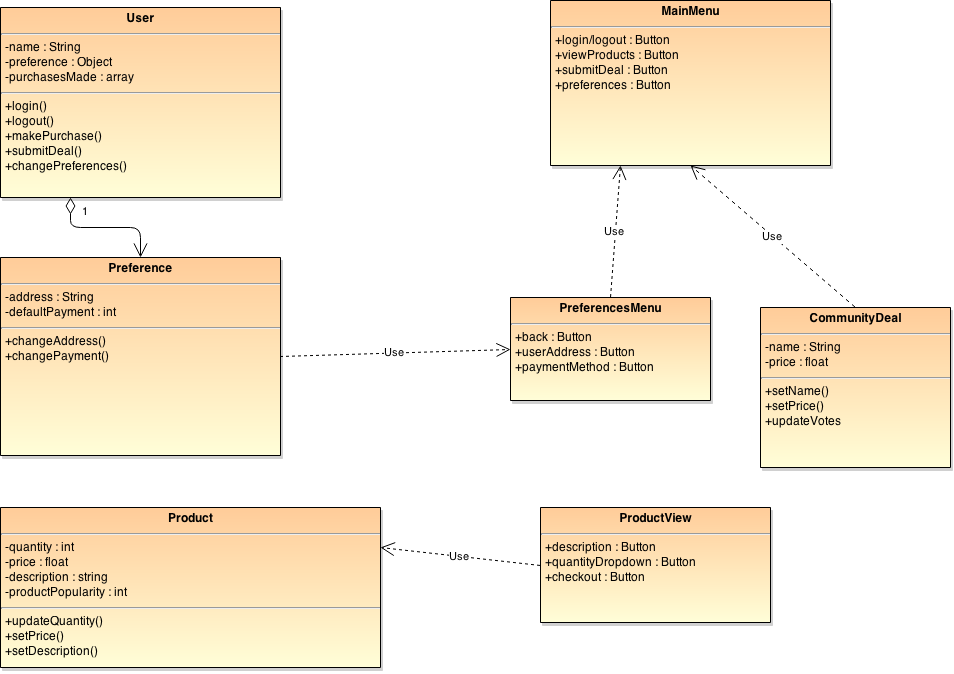 User
-name : String
-preference : Object
-purchasesMade : array
+login()
+logout()
+makePurchase()
+submitDeal()
+changePreferences()
1
MainMenu
+login/logout : Button
+viewProducts : Button
+submitDeal : Button
+preferences : Button
Use
Use
Preference
-address : String
-defaultPayment : int
+changeAddress()
+changePayment()
Use
PreferencesMenu
+back : Button
+userAddress : Button
+paymentMethod : Button
CommunityDeal
-name : String
-price : float
+setName()
+setPrice()
+updateVotes
Product
-quantity : int
-price : float
-description : string
-productPopularity : int
+updateQuantity()
+setPrice()
+setDescription()
Use
ProductView
+description : Button
+quantityDropdown : Button
+checkout : Button